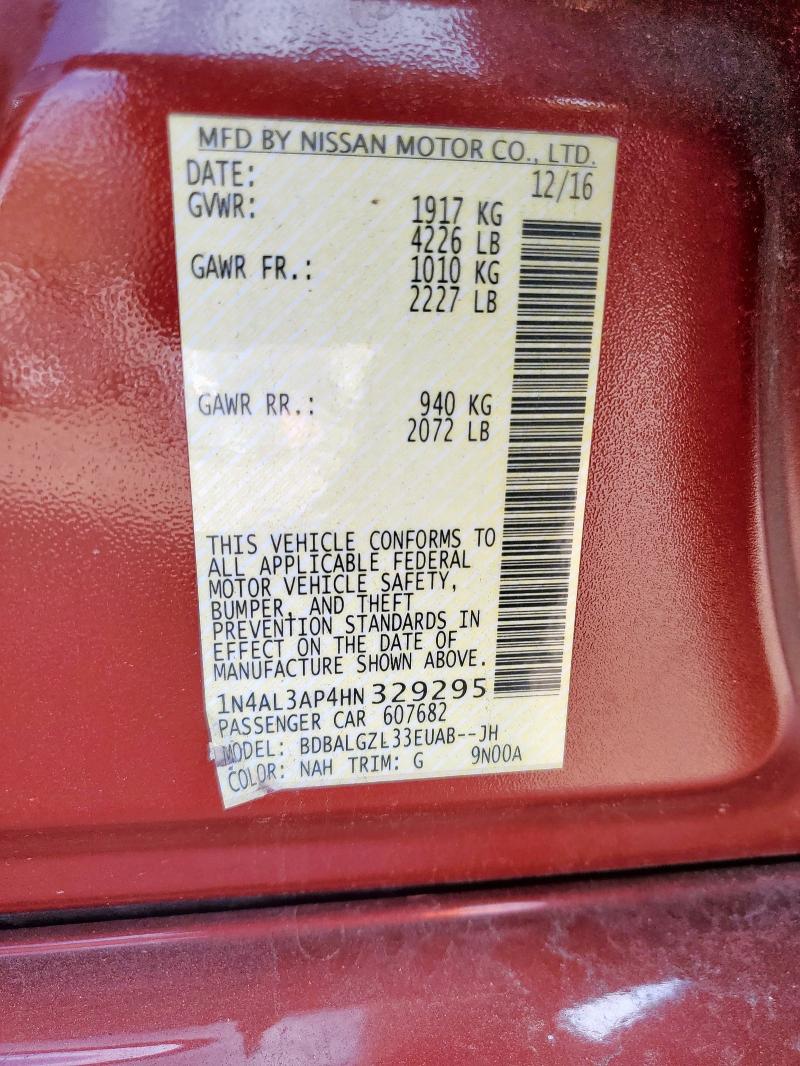 MFD BY NISSAN MOTOR CO., LTD.
DATE: 12/16
GVWR: 1917 KG
4226 LB
GAWR FR.: 1010 KG
2227 LB
GAWR RR.: 940 KG
2072 LB
THIS VEHICLE CONFORMS TO
ALL APPLICABLE FEDERAL
MOTOR VEHICLE SAFETY,
BUMPER, AND THEFT
PREVENTION STANDARDS IN
EFFECT ON THE DATE OF
MANUFACTURE SHOWN ABOVE.
1N4AL3AP4HN329295
PASSENGER CAR 607682
MODEL: BDBALGZL33EUAB--JH
COLOR: NAH TRIM: G 9N00A